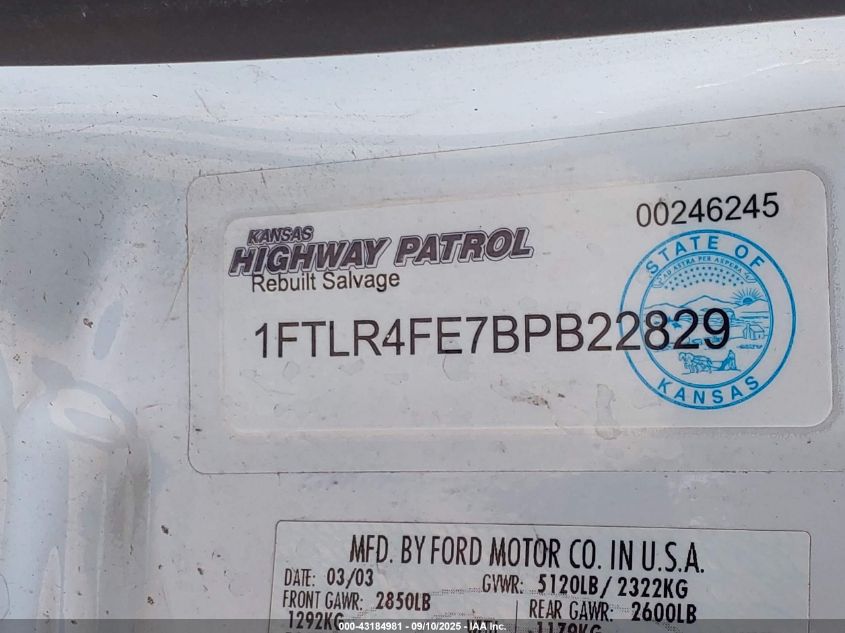 KANSAS
HIGHWAY PATROL
Rebuilt Salvage
00246245
1FTLR4FE7BPB22829
STATE OF
AD ASTRA PER ASPERA
KANSAS
MFD. BY FORD MOTOR CO. IN U.S.A.
DATE: 03/03 GVWR: 5120LB/ 2322KG
FRONT GAWR: 2850LB REAR GAWR: 2600LB
1292KG 1179KG
000-43184981 - 09/10/2025 - IAA Inc.